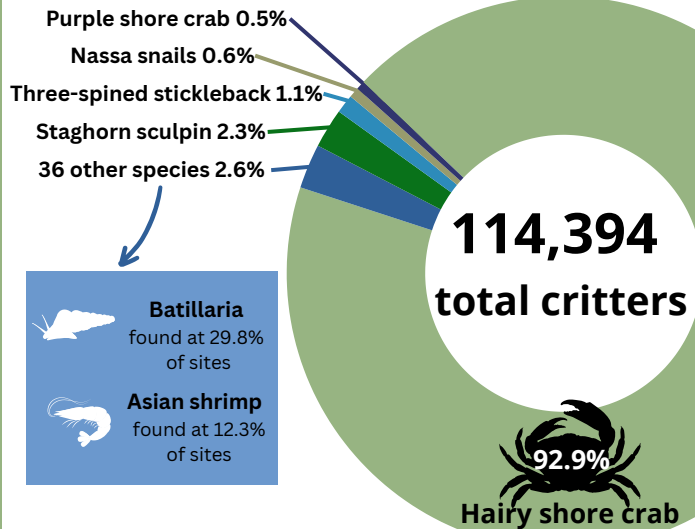 Purple shore crab 0.5%
Nassa snails 0.6%
Three-spined stickleback 1.1%
Staghorn sculpin 2.3%
36 other species 2.6%
114,394
total critters
Batillaria
found at 29.8%
of sites
Asian shrimp
found at 12.3%
of sites
92.9%
Hairy shore crab